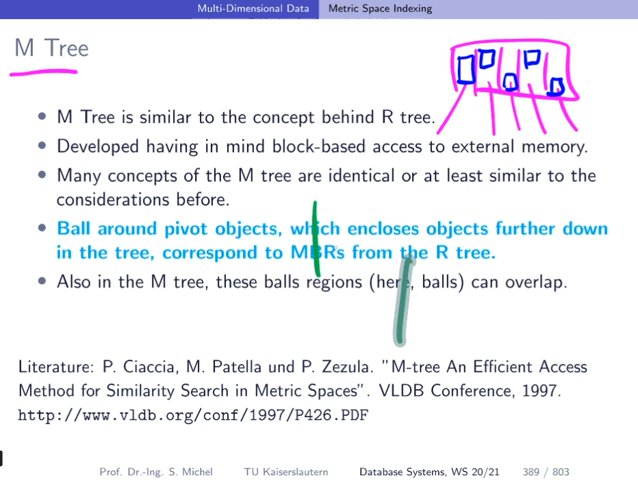 Multi-Dimensional Data Metric Space Indexing
M Tree
M Tree is similar to the concept behind R tree.
Developed having in mind block-based access to external memory.
Many concepts of the M tree are identical or at least similar to the
considerations before.
Ball around pivot objects, which encloses objects further down
in the tree, correspond to MBRs from the R tree.
Also in the M tree, these balls regions (here, balls) can overlap.
Literature: P. Ciaccia, M. Patella und P. Zezula. "M-tree An Efficient Access
Method for Similarity Search in Metric Spaces". VLDB Conference, 1997.
http://www.vldb.org/conf/1997/P426.PDF
Prof. Dr.-Ing. S. Michel TU Kaiserslautern Database Systems, WS 20/21 389 / 803